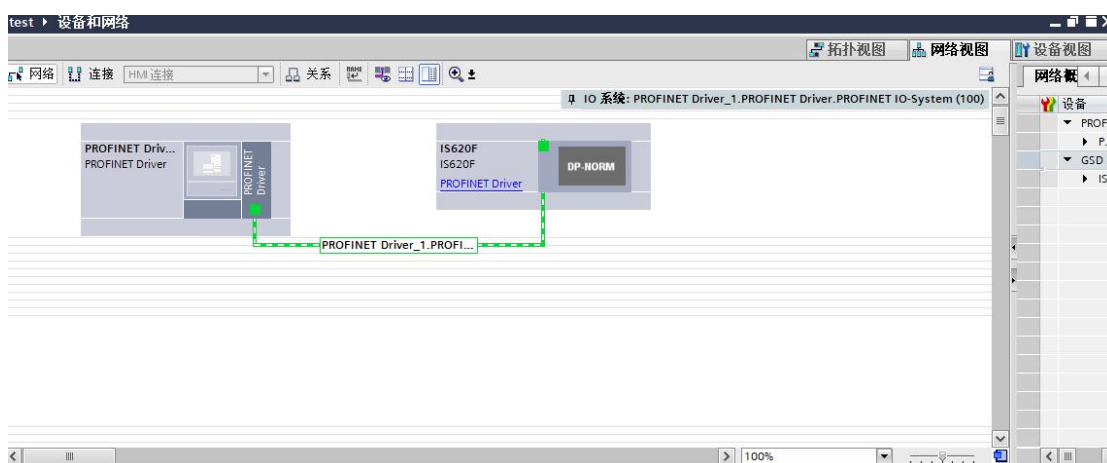 test ▸ 设备和网络
拓扑视图 网络视图 设备视图
网络 连接 HMI 连接 关系
网络概
IO 系统: PROFINET Driver_1.PROFINET Driver.PROFINET IO-System (100)
设备
PROF
P.
GSD
IS
PROFINET Driv...
PROFINET Driver
PROFINET
Driver
IS620F
IS620F
PROFINET Driver
DP-NORM
PROFINET Driver_1.PROFI...
100%